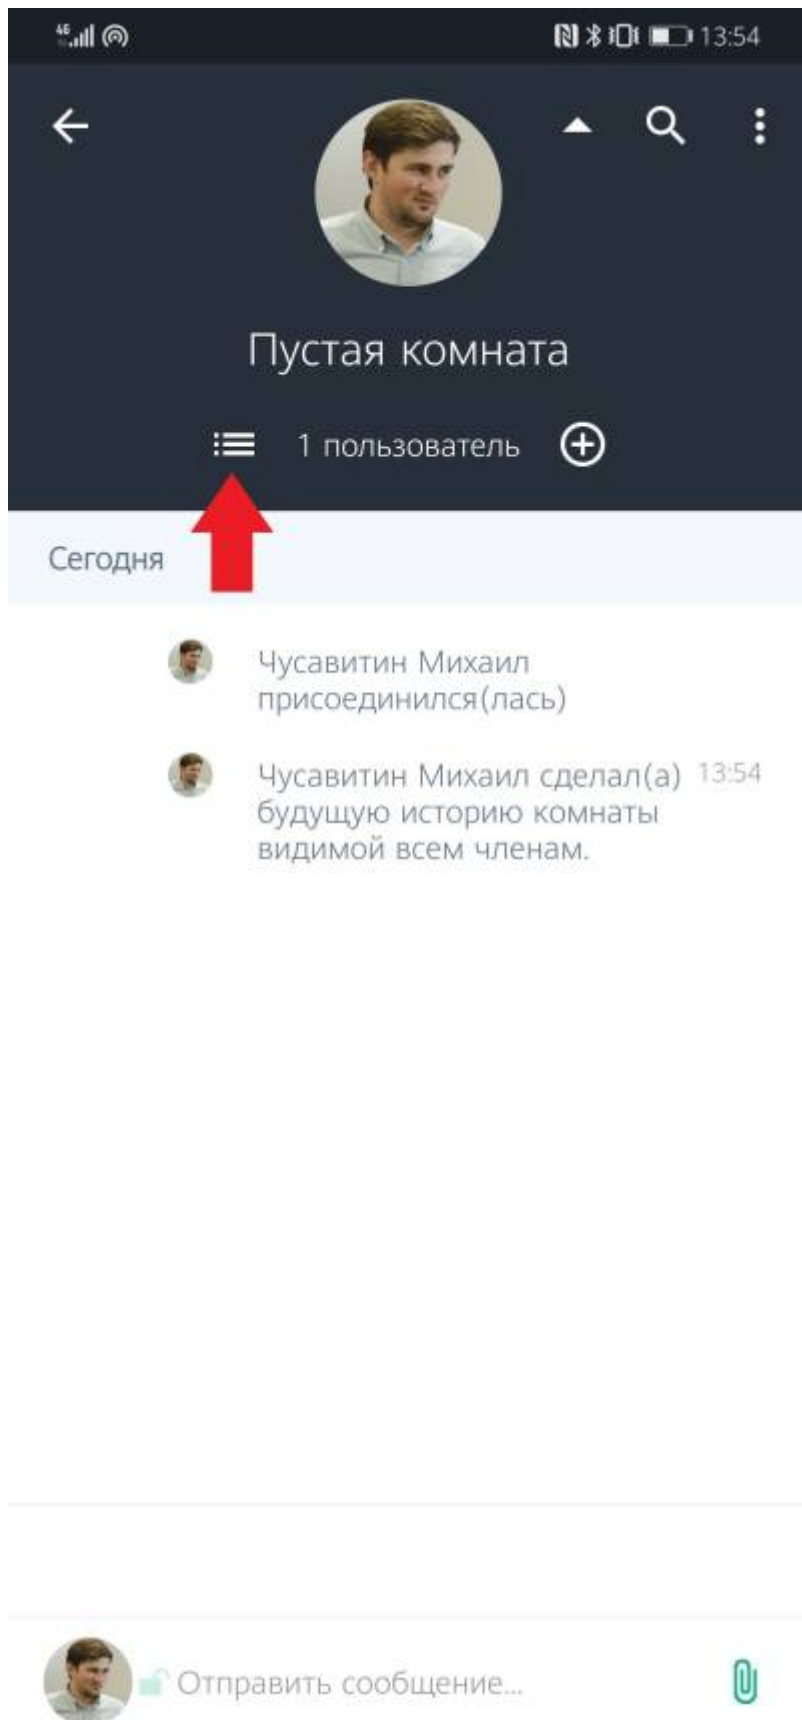 4G
13:54
Пустая комната
1 пользователь
Сегодня
Чусавитин Михаил
присоединился(лась)
Чусавитин Михаил сделал(а) 13:54
будущую историю комнаты
видимой всем членам.
Отправить сообщение...